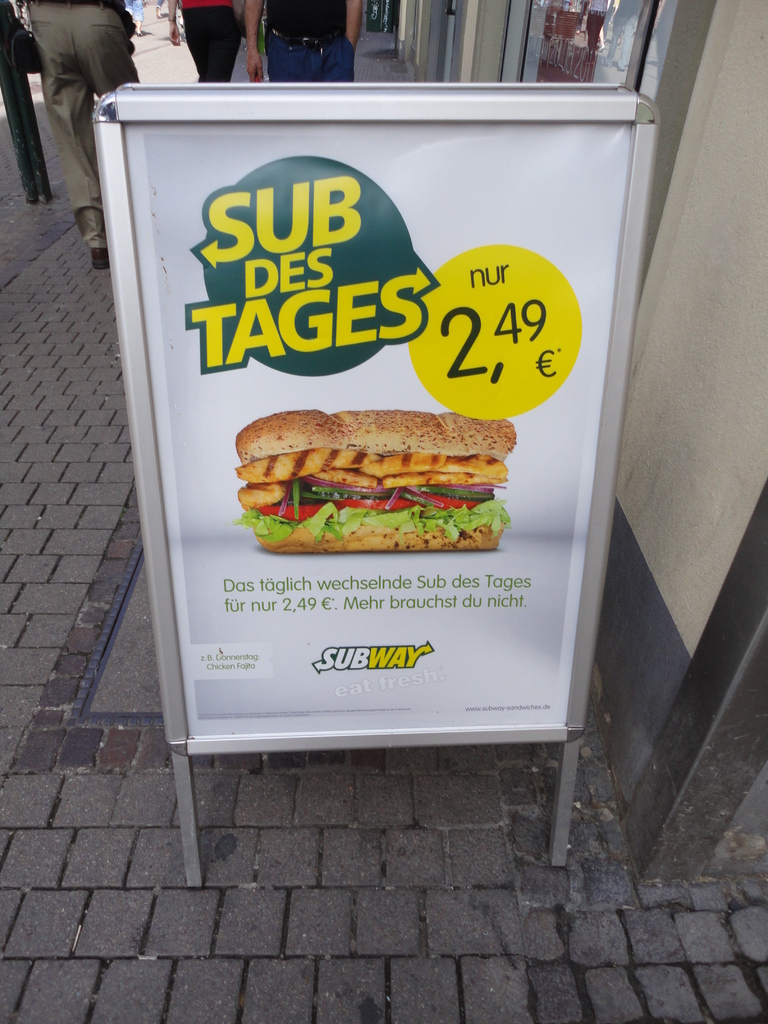 SUB
DES
TAGES
nur
2,49
€*
Das täglich wechselnde Sub des Tages
für nur 2,49 €*. Mehr brauchst du nicht.
z.B. Donnerstag:
Chicken Fajita
SUBWAY
eat fresh.®
www.subway-sandwiches.de